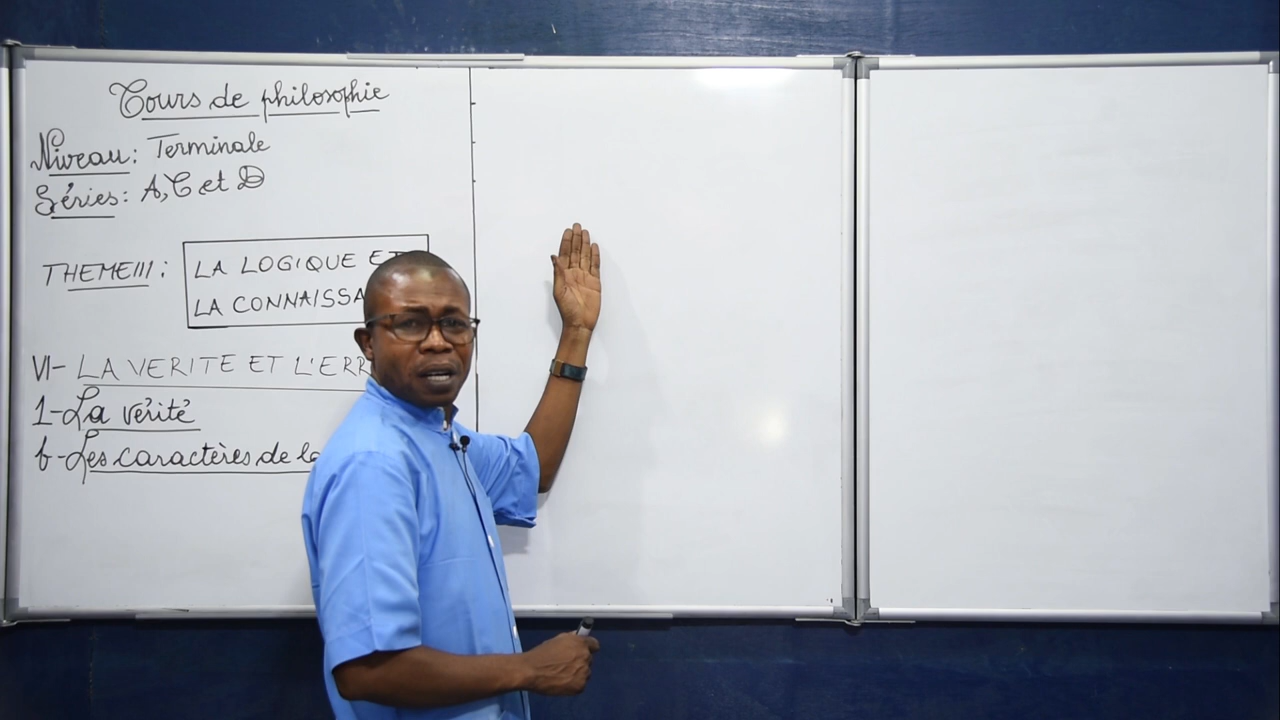 Cours de philosophie
Niveau : Terminale
Séries : A, C et D
THEME III : LA LOGIQUE ET
LA CONNAISSA
VI- LA VERITE ET L'ERR
1-La vérité
b-Les caractères de la